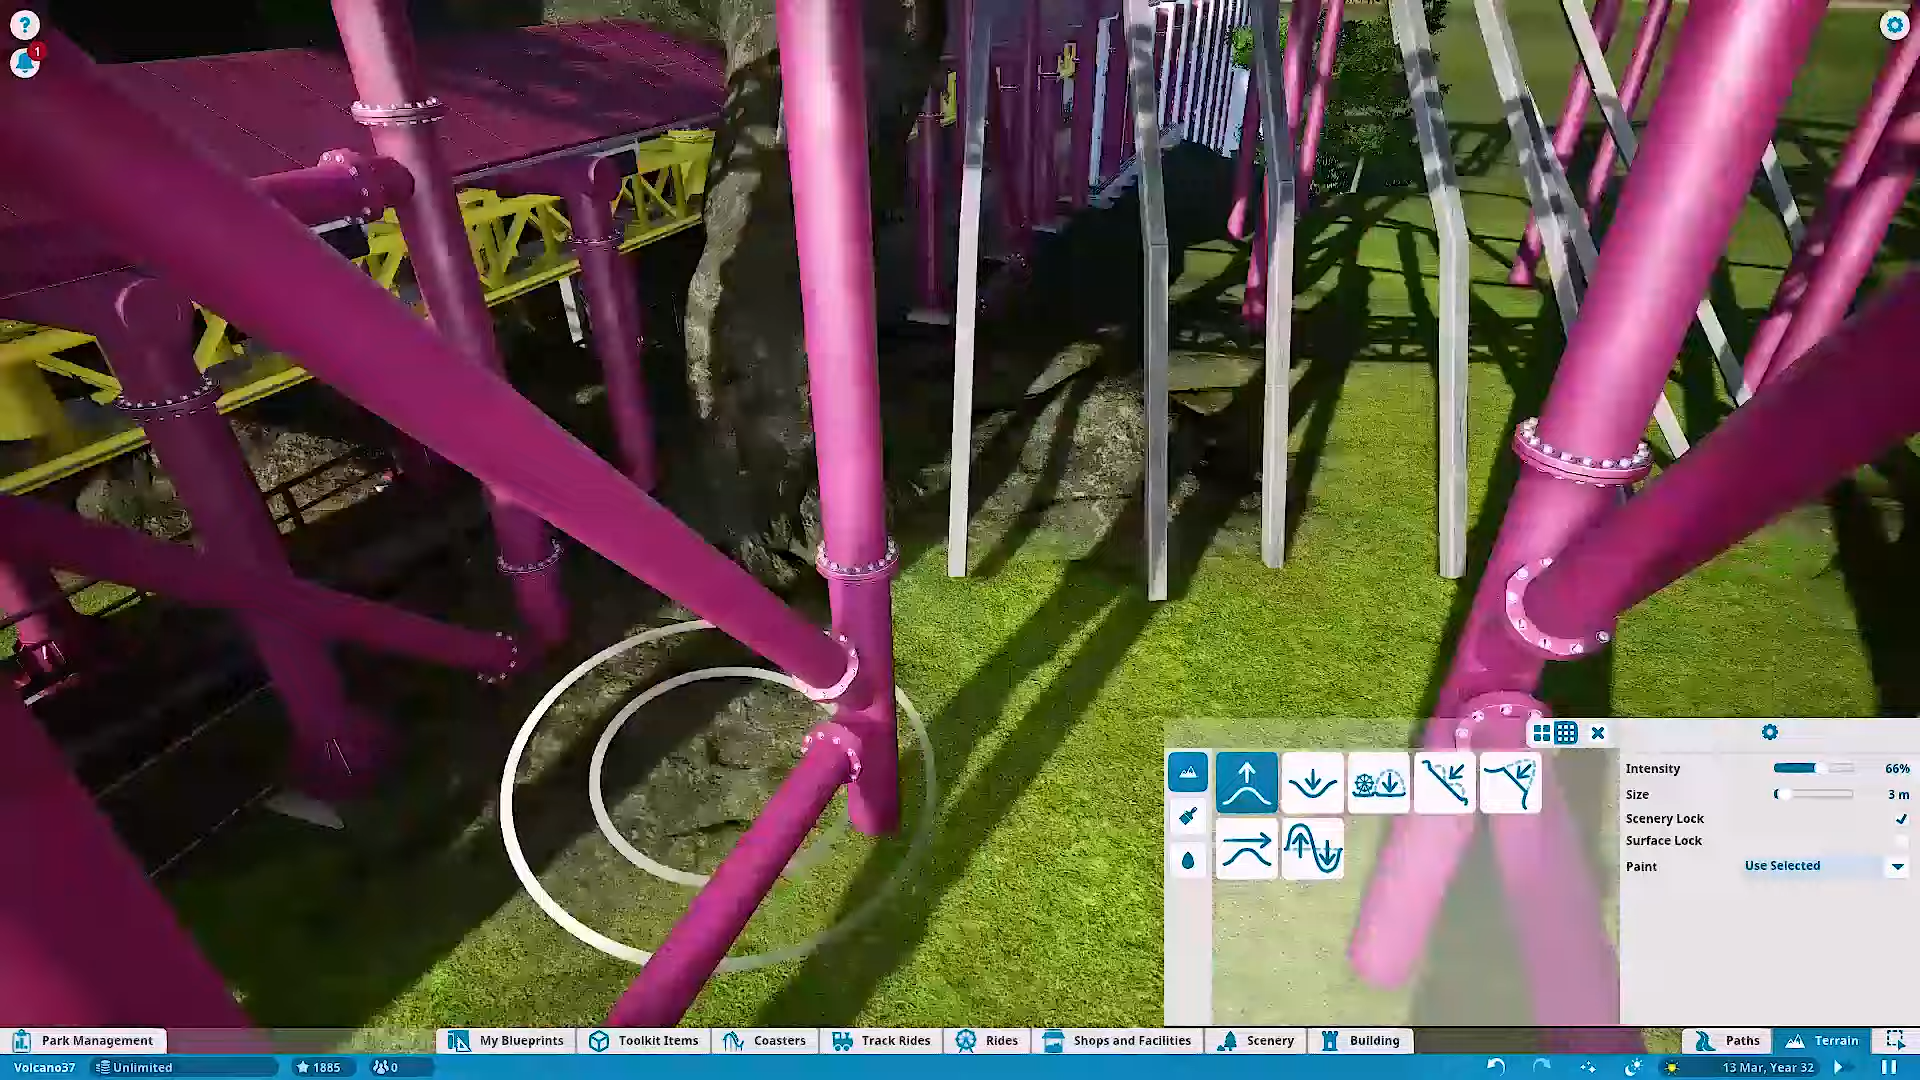 ?
1
Intensity 66%
Size 3 m
Scenery Lock
Surface Lock
Paint Use Selected
Park Management
My Blueprints
Toolkit Items
Coasters
Track Rides
Rides
Shops and Facilities
Scenery
Building
Paths
Terrain
Volcano37
Unlimited
1885
0
13 Mar, Year 32